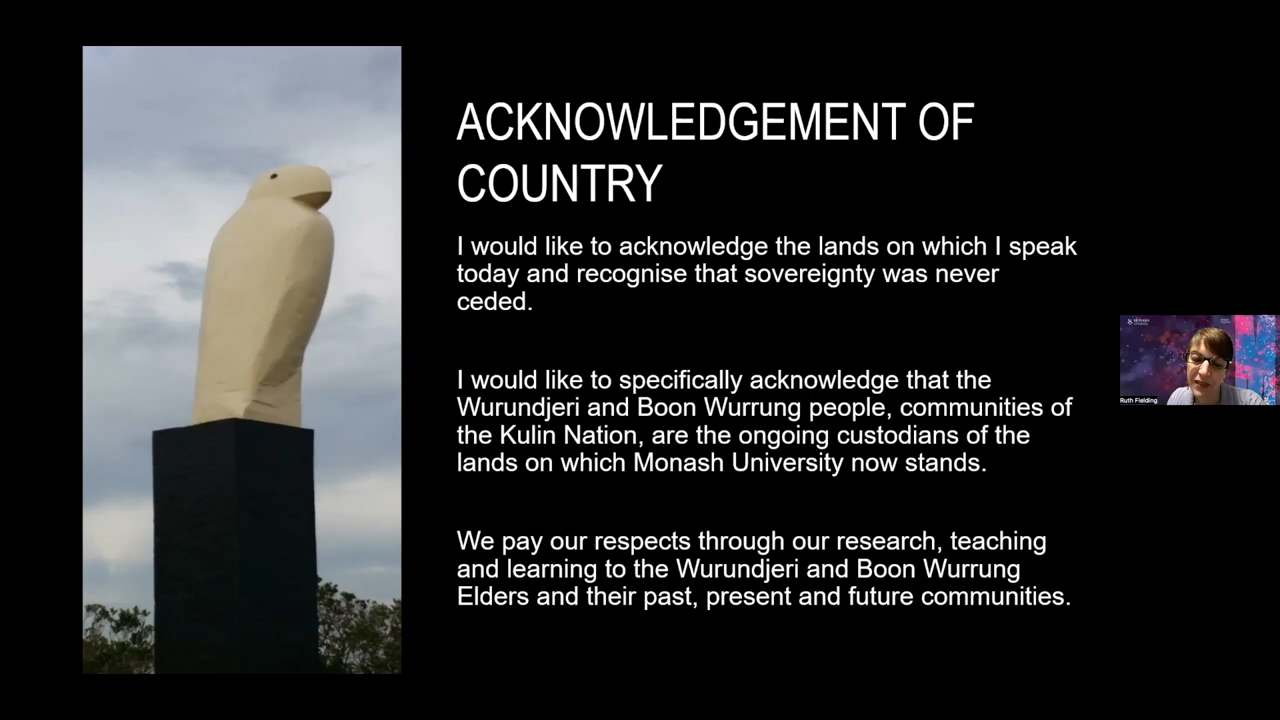 ACKNOWLEDGEMENT OF
COUNTRY
I would like to acknowledge the lands on which I speak
today and recognise that sovereignty was never
ceded.
I would like to specifically acknowledge that the
Wurundjeri and Boon Wurrung people, communities of
the Kulin Nation, are the ongoing custodians of the
lands on which Monash University now stands.
We pay our respects through our research, teaching
and learning to the Wurundjeri and Boon Wurrung
Elders and their past, present and future communities.
MONASH
Ruth Fielding